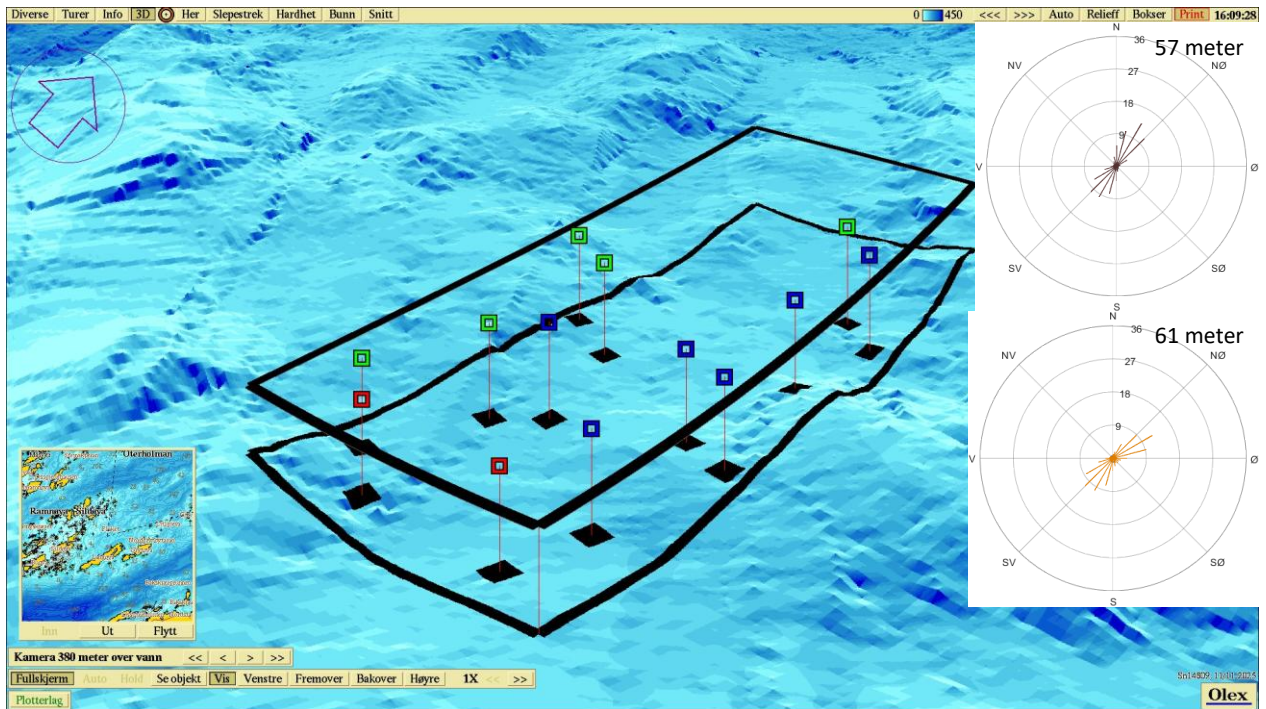 Diverse Turer Info 3D Her Slepestrek Hardhet Bunn Snitt 0 450 <<< >>> Auto Relieff Bokser Print 16:09:28
57 meter
N
36
27
18
9
NV
NØ
V
Ø
SV
SØ
S
61 meter
N
36
27
18
9
NV
NØ
V
Ø
SV
SØ
S
Oterholman
Inn Ut Flytt
Kamera 380 meter over vann << < > >>
Fullskjerm Auto Hold Se objekt Vis Venstre Fremover Bakover Høyre 1X << >>
Plotterlag
Olex